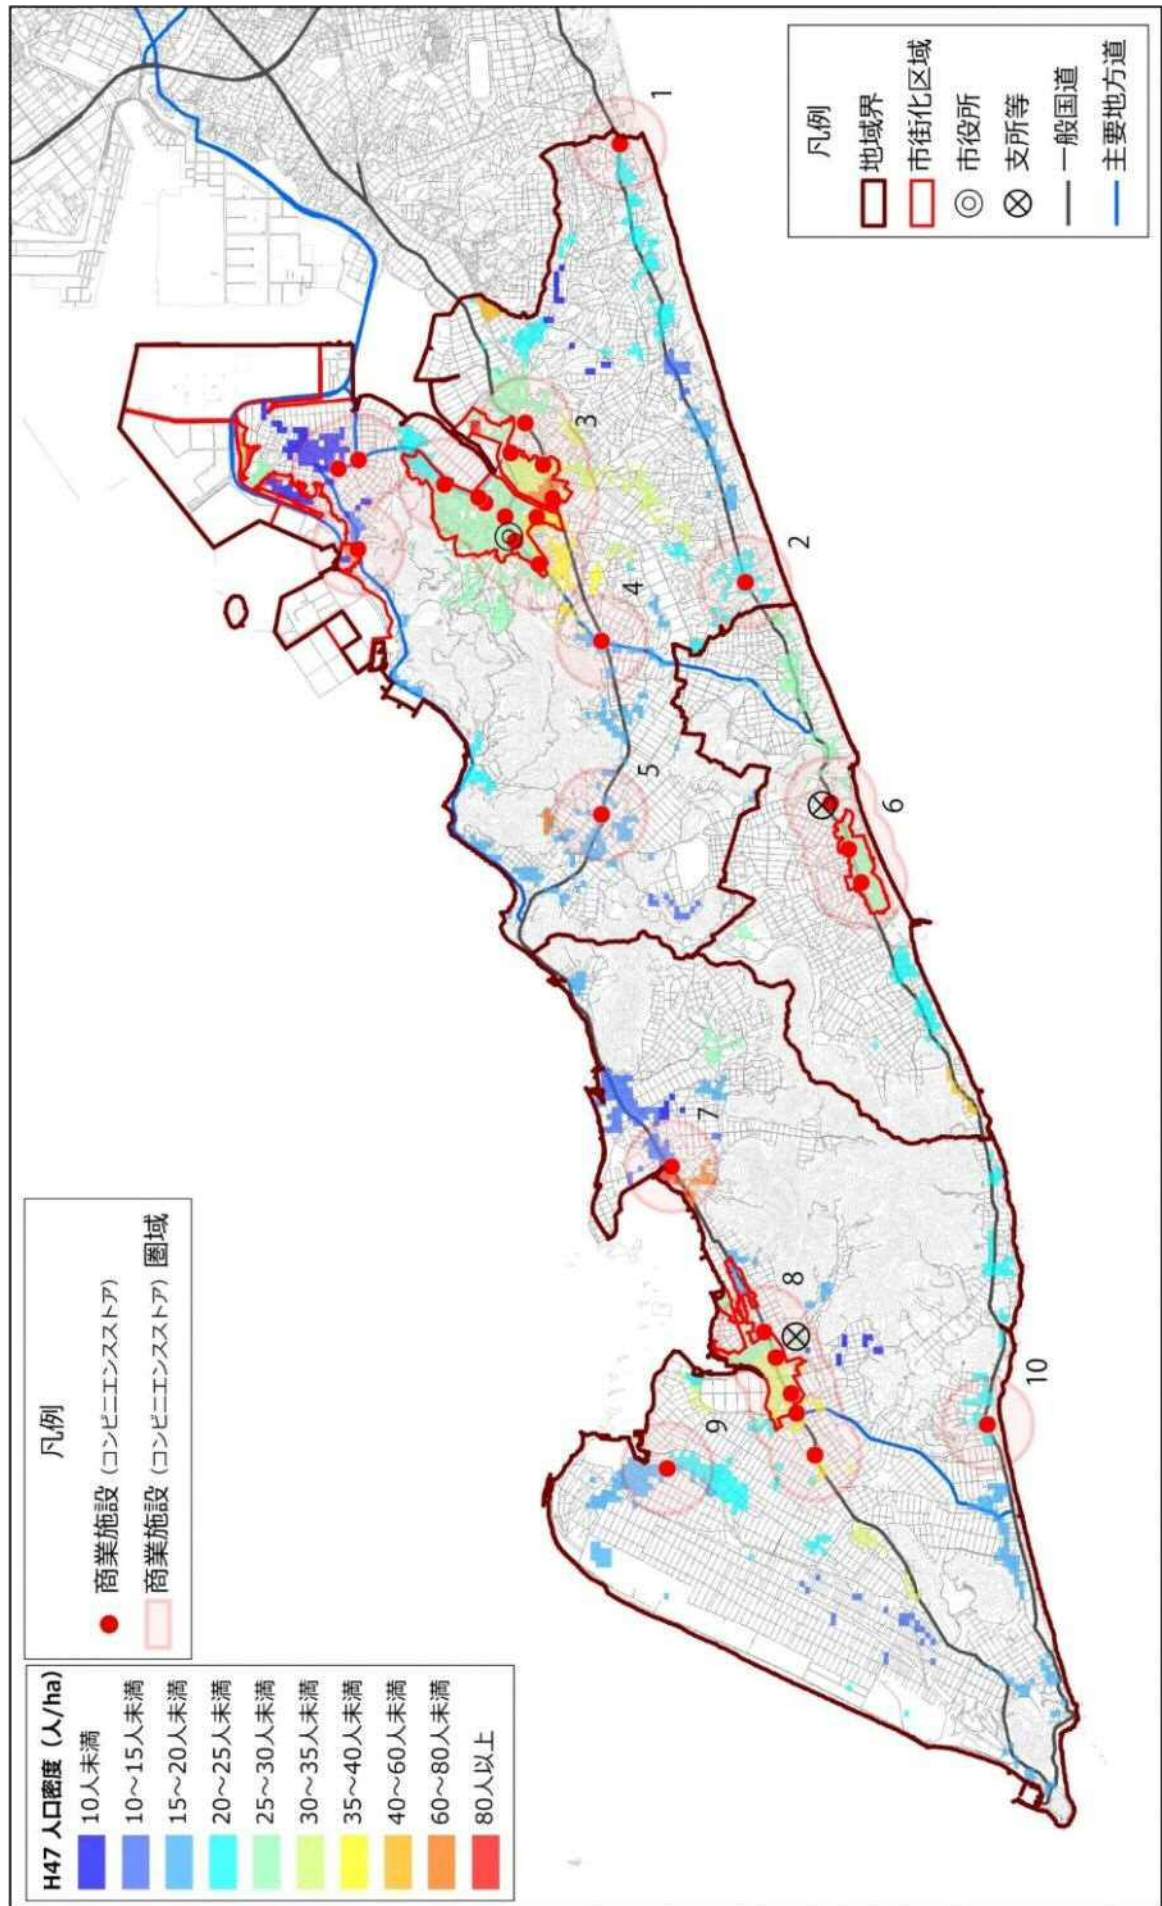 H47 人口密度 (人/ha)
10人未満
10～15人未満
15～20人未満
20～25人未満
25～30人未満
30～35人未満
35～40人未満
40～60人未満
60～80人未満
80人以上
凡例
商業施設 (コンビニエンスストア)
商業施設 (コンビニエンスストア) 圏域
凡例
地域界
市街化区域
市役所
支所等
一般国道
主要地方道
1
2
3
4
5
6
7
8
9
10